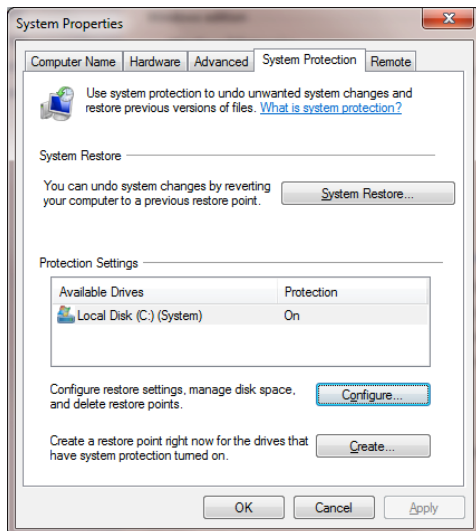 System Properties
Computer Name Hardware Advanced System Protection Remote
Use system protection to undo unwanted system changes and
restore previous versions of files. What is system protection?
System Restore
You can undo system changes by reverting
your computer to a previous restore point.
System Restore...
Protection Settings
Available Drives Protection
Local Disk (C:) (System) On
Configure restore settings, manage disk space,
and delete restore points.
Configure...
Create a restore point right now for the drives that
have system protection turned on.
Create...
OK Cancel Apply